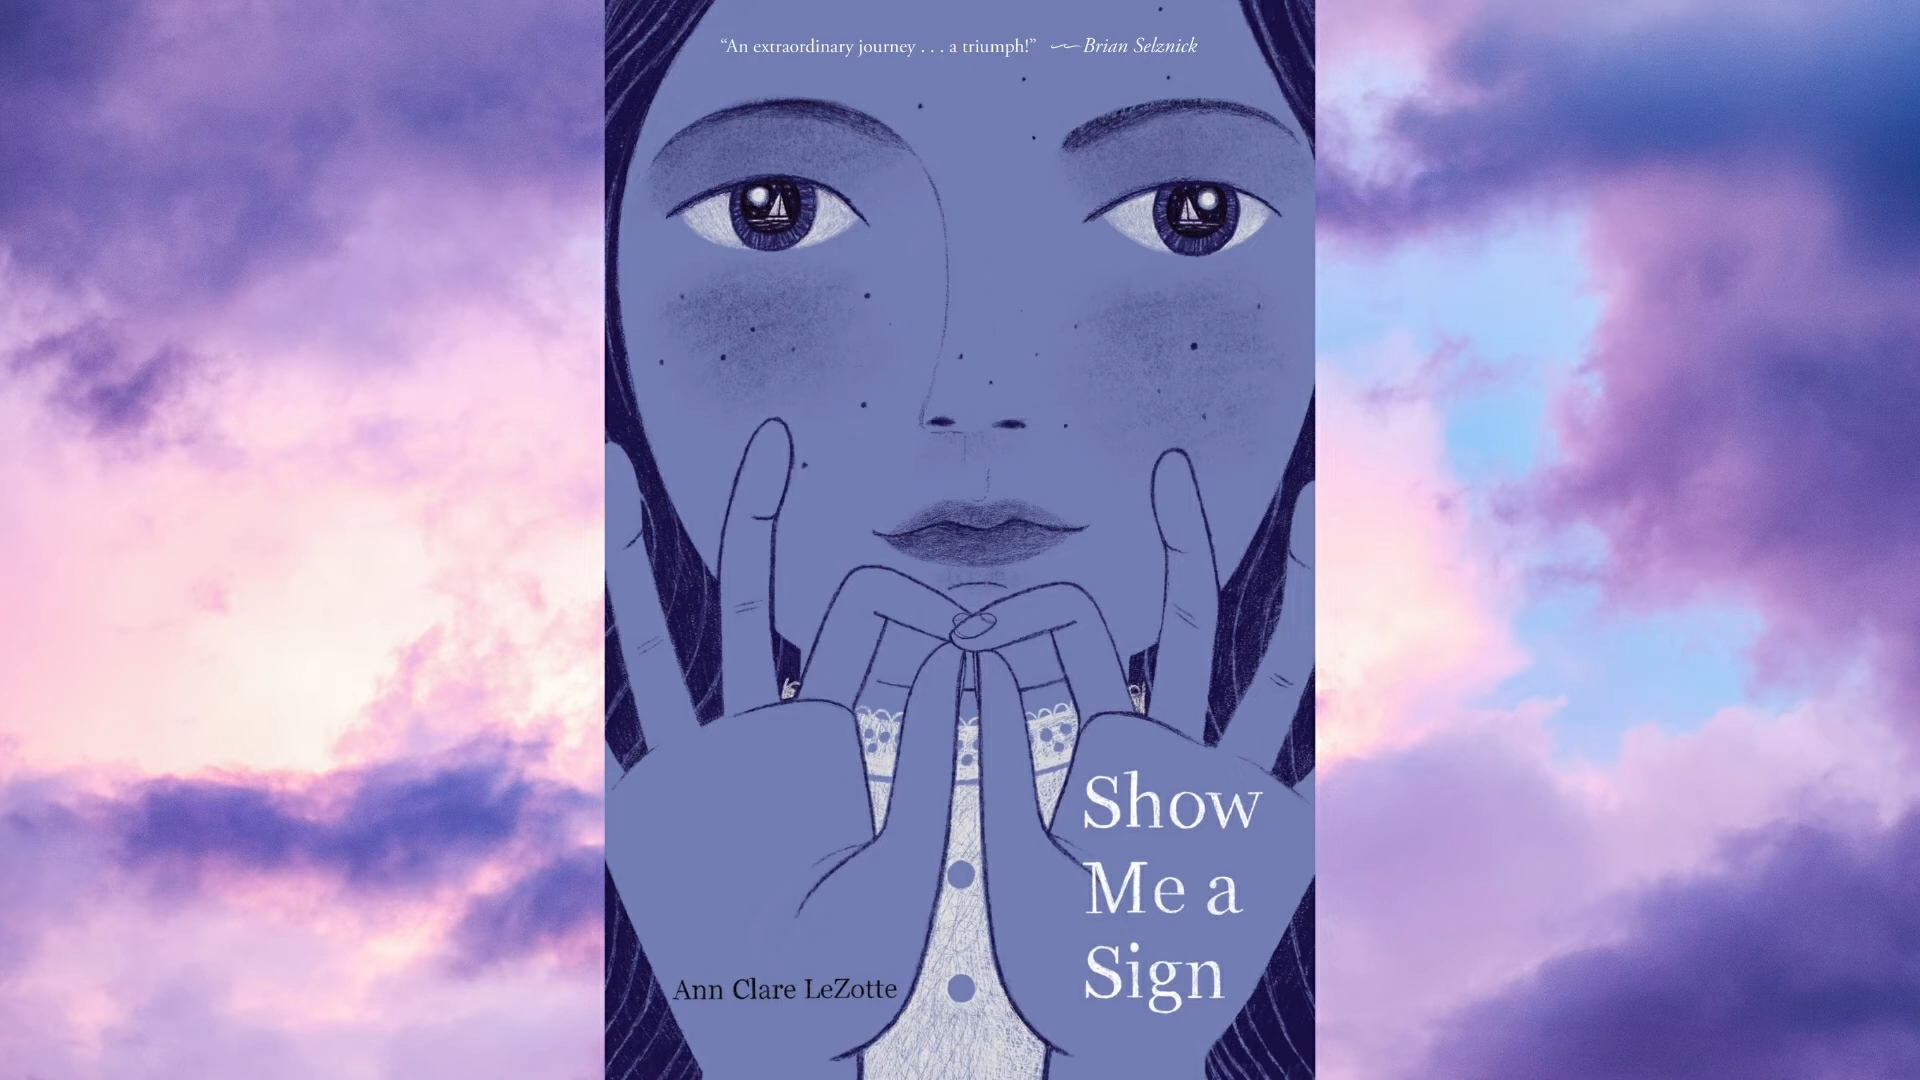 “An extraordinary journey . . . a triumph!” —Brian Selznick
Show
Me a
Sign
Ann Clare LeZotte